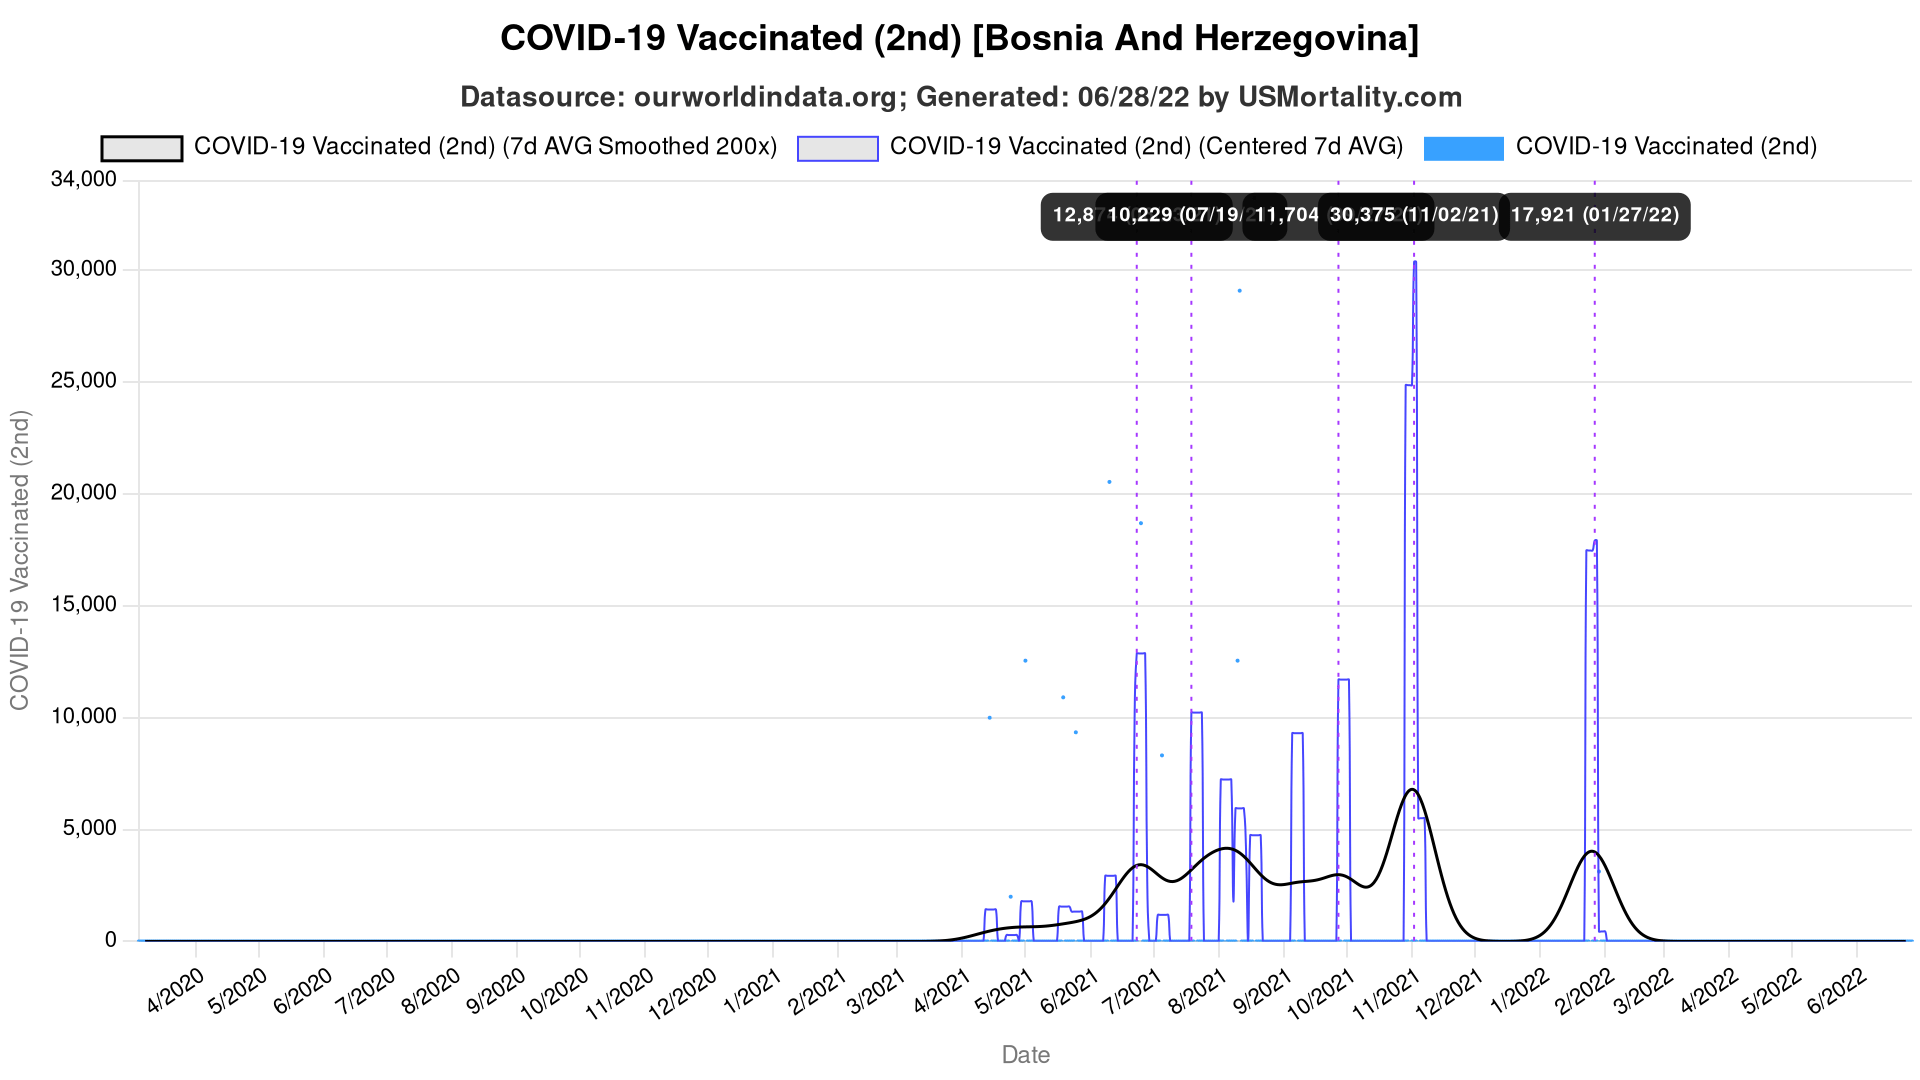 COVID-19 Vaccinated (2nd) [Bosnia And Herzegovina]
Datasource: ourworldindata.org; Generated: 06/28/22 by USMortality.com
COVID-19 Vaccinated (2nd) (7d AVG Smoothed 200x) COVID-19 Vaccinated (2nd) (Centered 7d AVG) COVID-19 Vaccinated (2nd)
34,000
10,229 (07/19/ 11,704 30,375 (11/02/21) 17,921 (01/27/22)
30,000
25,000
20,000
15,000
10,000
5,000
0
COVID-19 Vaccinated (2nd)
4/2020 5/2020 6/2020 7/2020 8/2020 9/2020 10/2020 11/2020 12/2020 1/2021 2/2021 3/2021 4/2021 5/2021 6/2021 7/2021 8/2021 9/2021 10/2021 11/2021 12/2021 1/2022 2/2022 3/2022 4/2022 5/2022 6/2022
Date